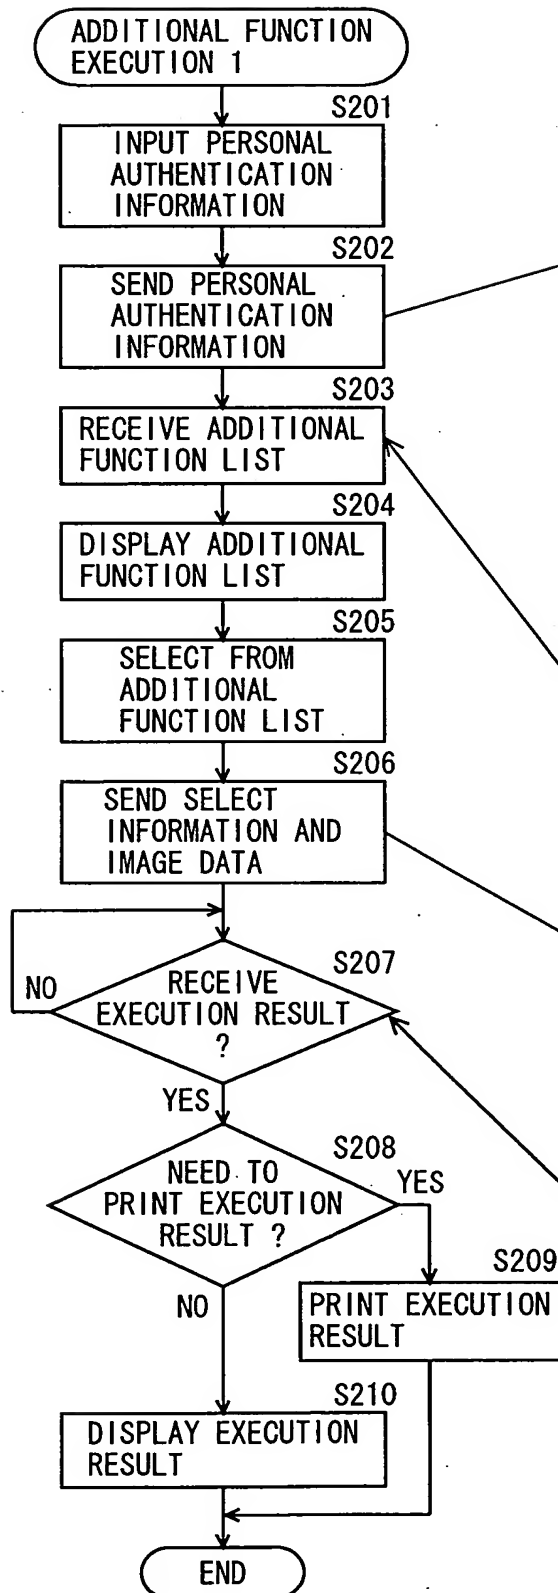 ADDITIONAL FUNCTION
EXECUTION 1
S201
INPUT PERSONAL
AUTHENTICATION
INFORMATION
S202
SEND PERSONAL
AUTHENTICATION
INFORMATION
S203
RECEIVE ADDITIONAL
FUNCTION LIST
S204
DISPLAY ADDITIONAL
FUNCTION LIST
S205
SELECT FROM
ADDITIONAL
FUNCTION LIST
S206
SEND SELECT
INFORMATION AND
IMAGE DATA
S207
NO
RECEIVE
EXECUTION RESULT
?
YES
S208
NEED TO
PRINT EXECUTION
RESULT ?
YES
S209
NO
PRINT EXECUTION
RESULT
S210
DISPLAY EXECUTION
RESULT
END